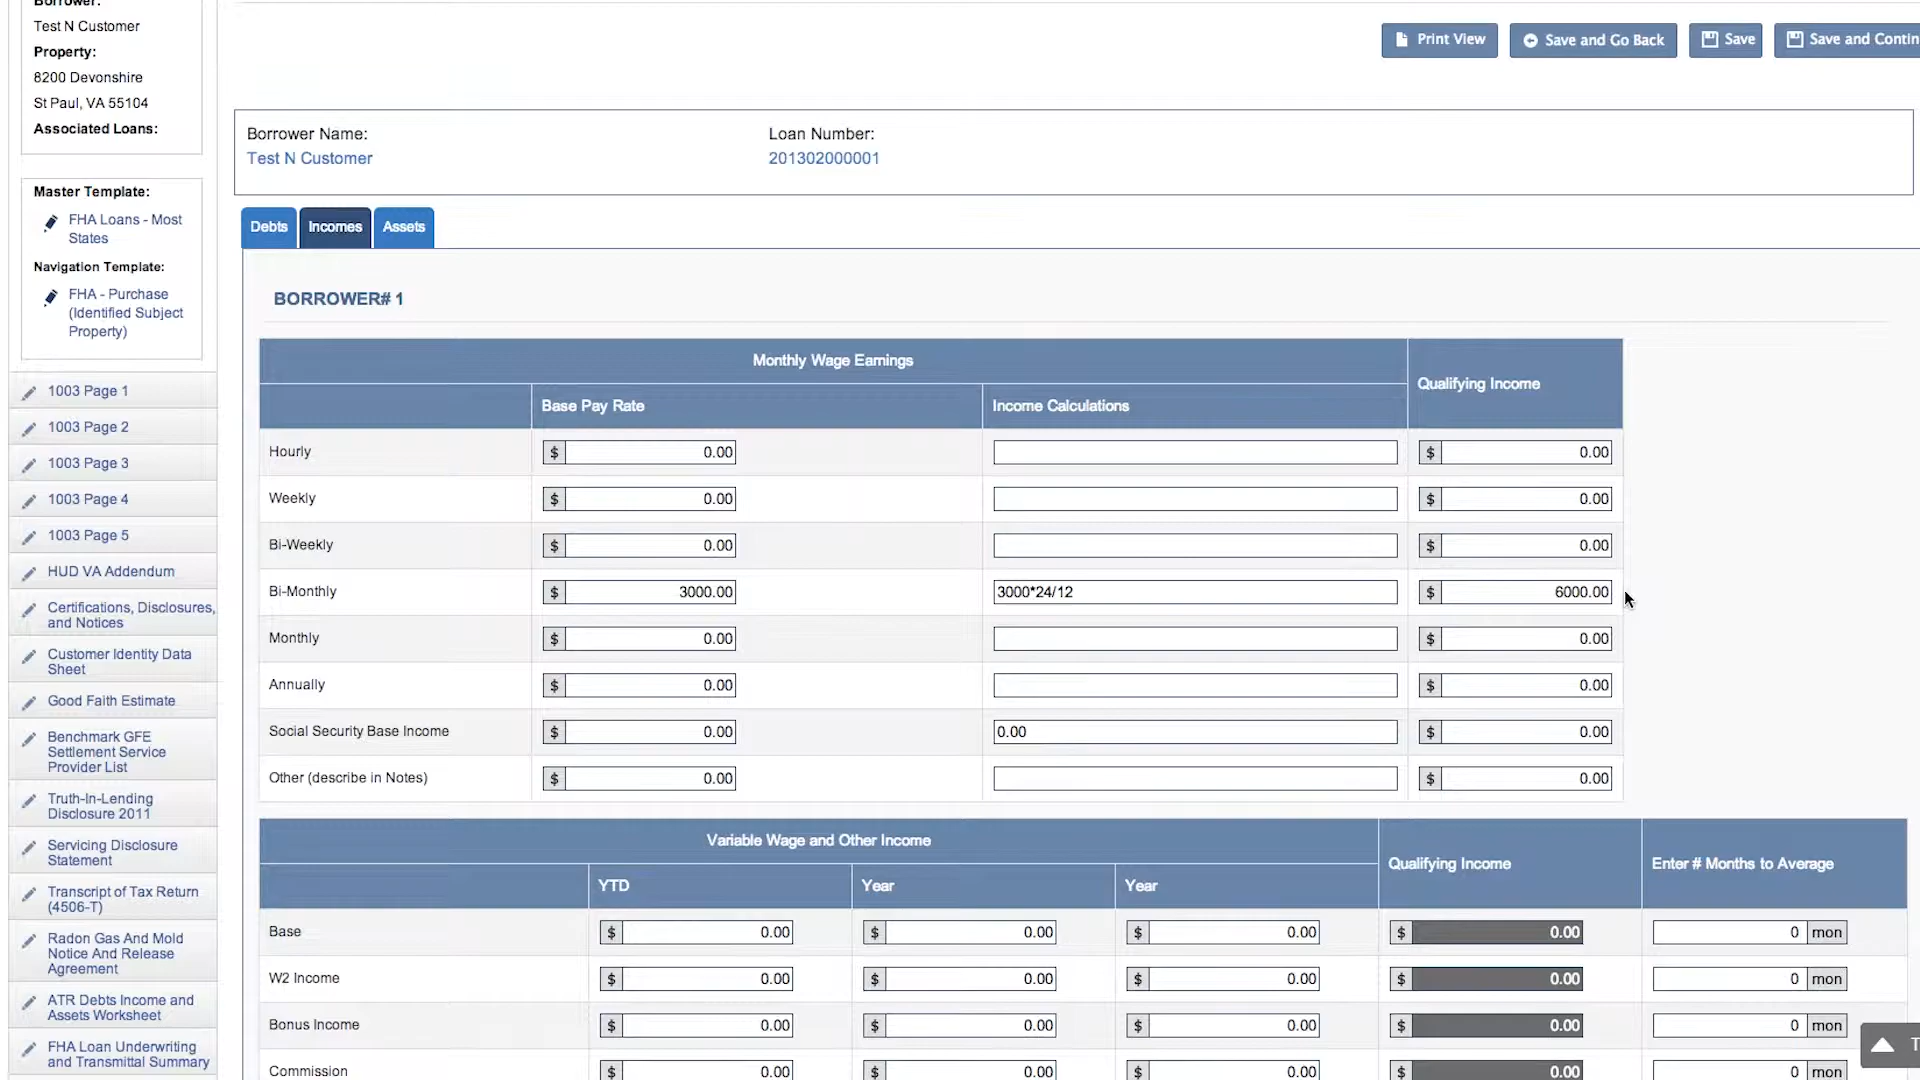 Borrower:
Test N Customer
Property:
8200 Devonshire
St Paul, VA 55104
Associated Loans:
Master Template:
FHA Loans - Most
States
Navigation Template:
FHA - Purchase
(Identified Subject
Property)
1003 Page 1
1003 Page 2
1003 Page 3
1003 Page 4
1003 Page 5
HUD VA Addendum
Certifications, Disclosures,
and Notices
Customer Identity Data
Sheet
Good Faith Estimate
Benchmark GFE
Settlement Service
Provider List
Truth-In-Lending
Disclosure 2011
Servicing Disclosure
Statement
Transcript of Tax Return
(4506-T)
Radon Gas And Mold
Notice And Release
Agreement
ATR Debts Income and
Assets Worksheet
FHA Loan Underwriting
and Transmittal Summary
Print View Save and Go Back Save Save and Contin
Borrower Name: Loan Number:
Test N Customer 201302000001
Debts Incomes Assets
BORROWER# 1
Monthly Wage Earnings Qualifying Income
Base Pay Rate Income Calculations
Hourly $ 0.00 $ 0.00
Weekly $ 0.00 $ 0.00
Bi-Weekly $ 0.00 $ 0.00
Bi-Monthly $ 3000.00 3000*24/12 $ 6000.00
Monthly $ 0.00 $ 0.00
Annually $ 0.00 $ 0.00
Social Security Base Income $ 0.00 0.00 $ 0.00
Other (describe in Notes) $ 0.00 $ 0.00
Variable Wage and Other Income Qualifying Income Enter # Months to Average
YTD Year Year
Base $ 0.00 $ 0.00 $ 0.00 $ 0.00 0 mon
W2 Income $ 0.00 $ 0.00 $ 0.00 $ 0.00 0 mon
Bonus Income $ 0.00 $ 0.00 $ 0.00 $ 0.00 0 mon
Commission $ 0.00 $ 0.00 $ 0.00 $ 0.00 0 mon
T